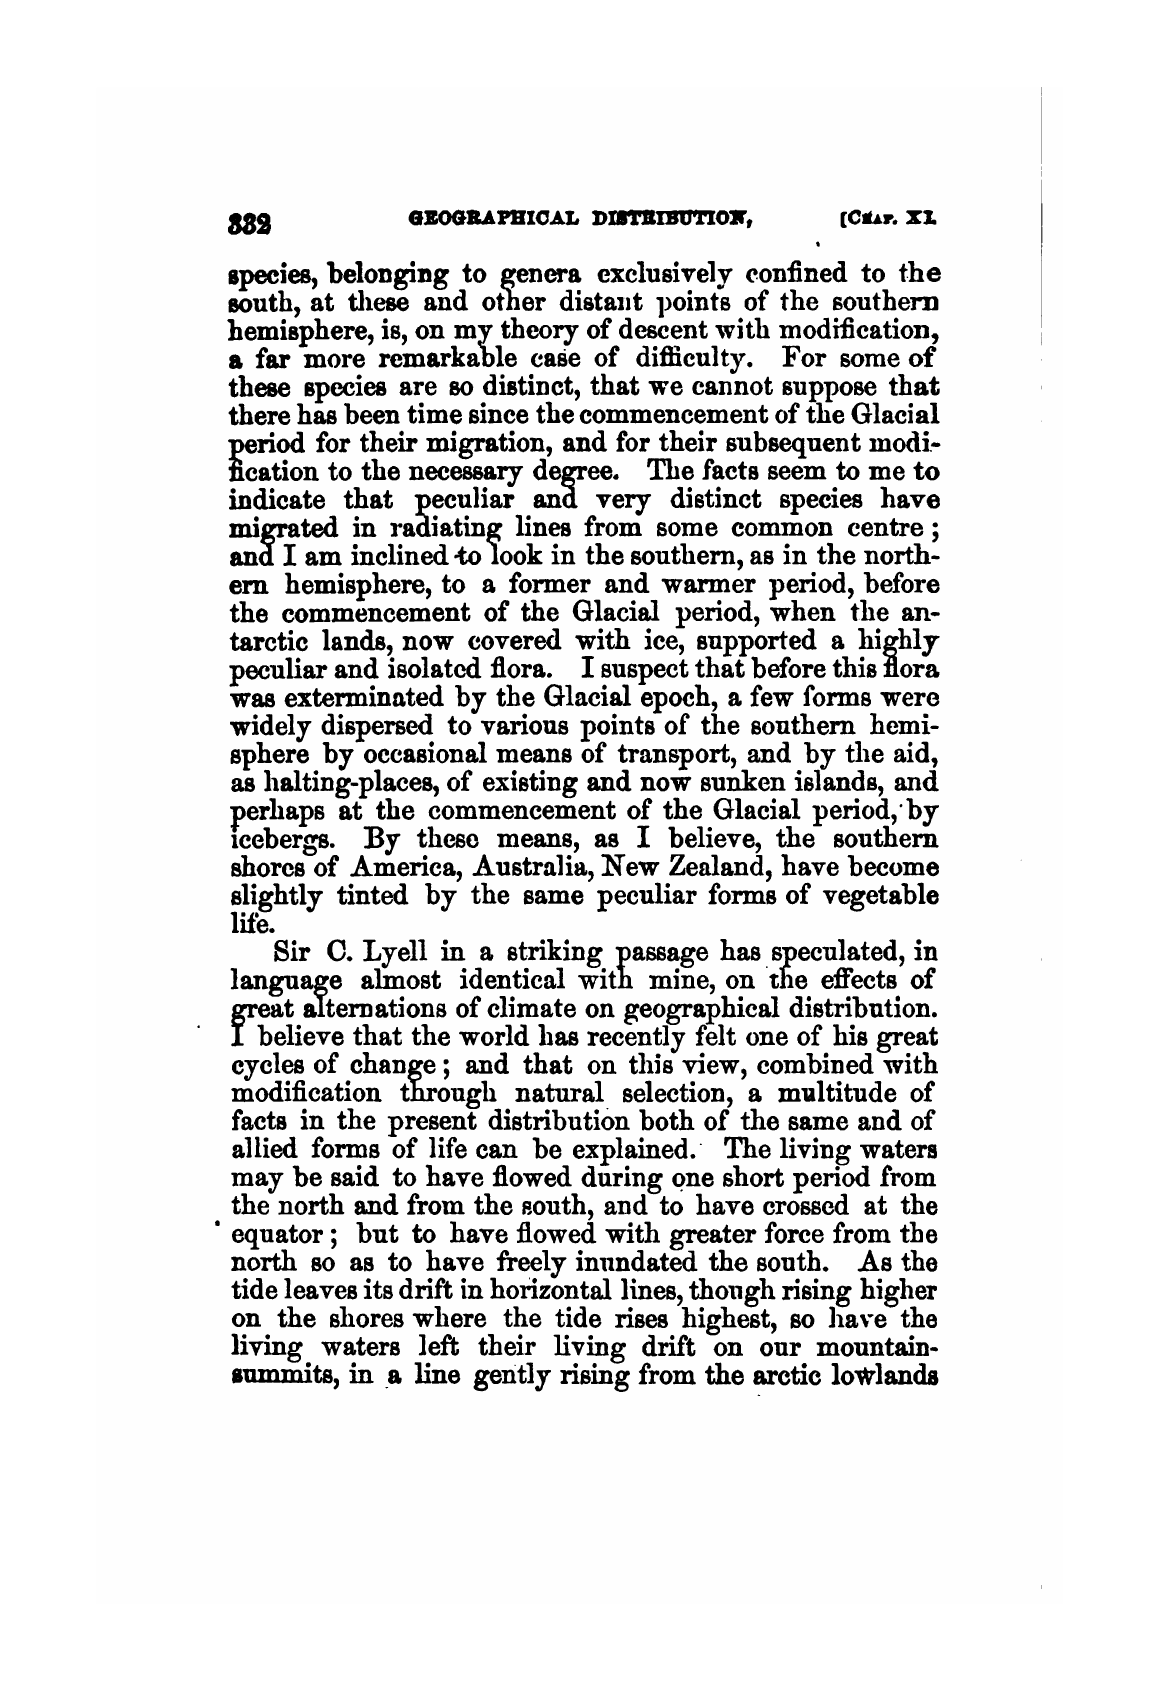 332 GEOGRAPHICAL DISTRIBUTION, [CHAP. XI.
species, belonging to genera exclusively confined to the
south, at these and other distant points of the southern
hemisphere, is, on my theory of descent with modification,
a far more remarkable case of difficulty. For some of
these species are so distinct, that we cannot suppose that
there has been time since the commencement of the Glacial
period for their migration, and for their subsequent modi-
fication to the necessary degree. The facts seem to me to
indicate that peculiar and very distinct species have
migrated in radiating lines from some common centre;
and I am inclined to look in the southern, as in the north-
ern hemisphere, to a former and warmer period, before
the commencement of the Glacial period, when the an-
tarctic lands, now covered with ice, supported a highly
peculiar and isolated flora. I suspect that before this flora
was exterminated by the Glacial epoch, a few forms were
widely dispersed to various points of the southern hemi-
sphere by occasional means of transport, and by the aid,
as halting-places, of existing and now sunken islands, and
perhaps at the commencement of the Glacial period, by
icebergs. By these means, as I believe, the southern
shores of America, Australia, New Zealand, have become
slightly tinted by the same peculiar forms of vegetable
life.
Sir C. Lyell in a striking passage has speculated, in
language almost identical with mine, on the effects of
great alternations of climate on geographical distribution.
I believe that the world has recently felt one of his great
cycles of change; and that on this view, combined with
modification through natural selection, a multitude of
facts in the present distribution both of the same and of
allied forms of life can be explained. The living waters
may be said to have flowed during one short period from
the north and from the south, and to have crossed at the
equator; but to have flowed with greater force from the
north so as to have freely inundated the south. As the
tide leaves its drift in horizontal lines, though rising higher
on the shores where the tide rises highest, so have the
living waters left their living drift on our mountain-
summits, in a line gently rising from the arctic lowlands